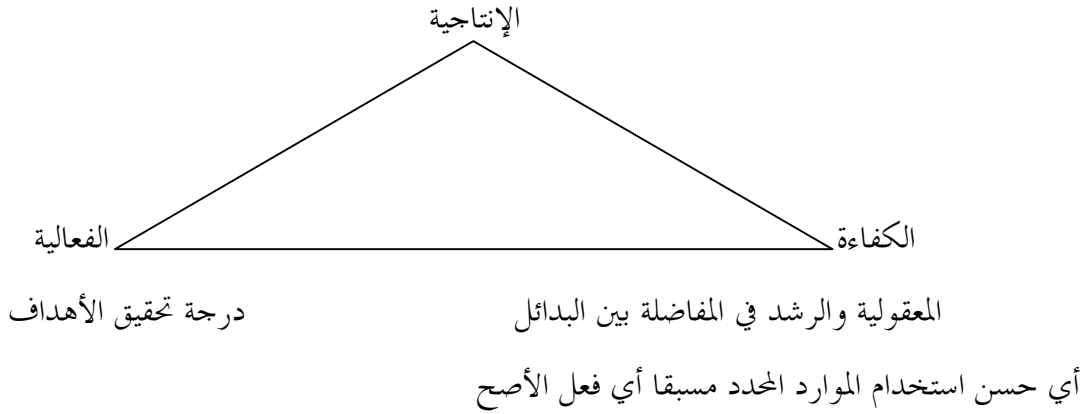 الإنتاجية
الكفاءة
الفعالية
المعقولية والرشد في المفاضلة بين البدائل
درجة تحقيق الأهداف
أي حسن استخدام الموارد المحدد مسبقا أي فعل الأصح